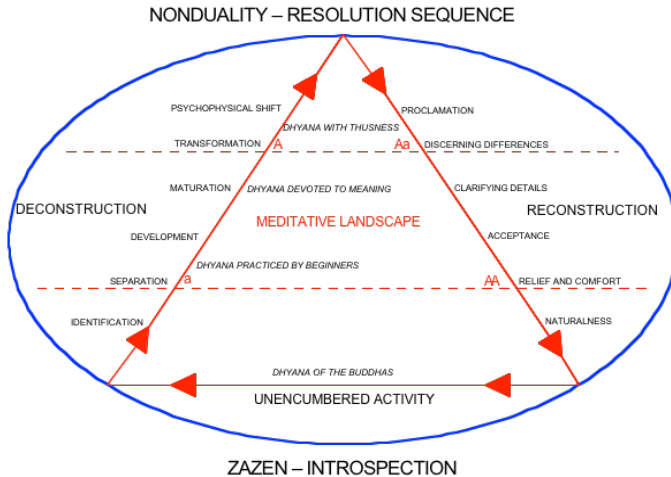 NONDUALITY – RESOLUTION SEQUENCE
PSYCHOPHYSICAL SHIFT
PROCLAMATION
DHYANA WITH THUSNESS
TRANSFORMATION A Aa DISCERNING DIFFERENCES
MATURATION DHYANA DEVOTED TO MEANING CLARIFYING DETAILS
DECONSTRUCTION MEDITATIVE LANDSCAPE RECONSTRUCTION
DEVELOPMENT ACCEPTANCE
DHYANA PRACTICED BY BEGINNERS
SEPARATION a AA RELIEF AND COMFORT
IDENTIFICATION NATURALNESS
DHYANA OF THE BUDDHAS
UNENCUMBERED ACTIVITY
ZAZEN – INTROSPECTION